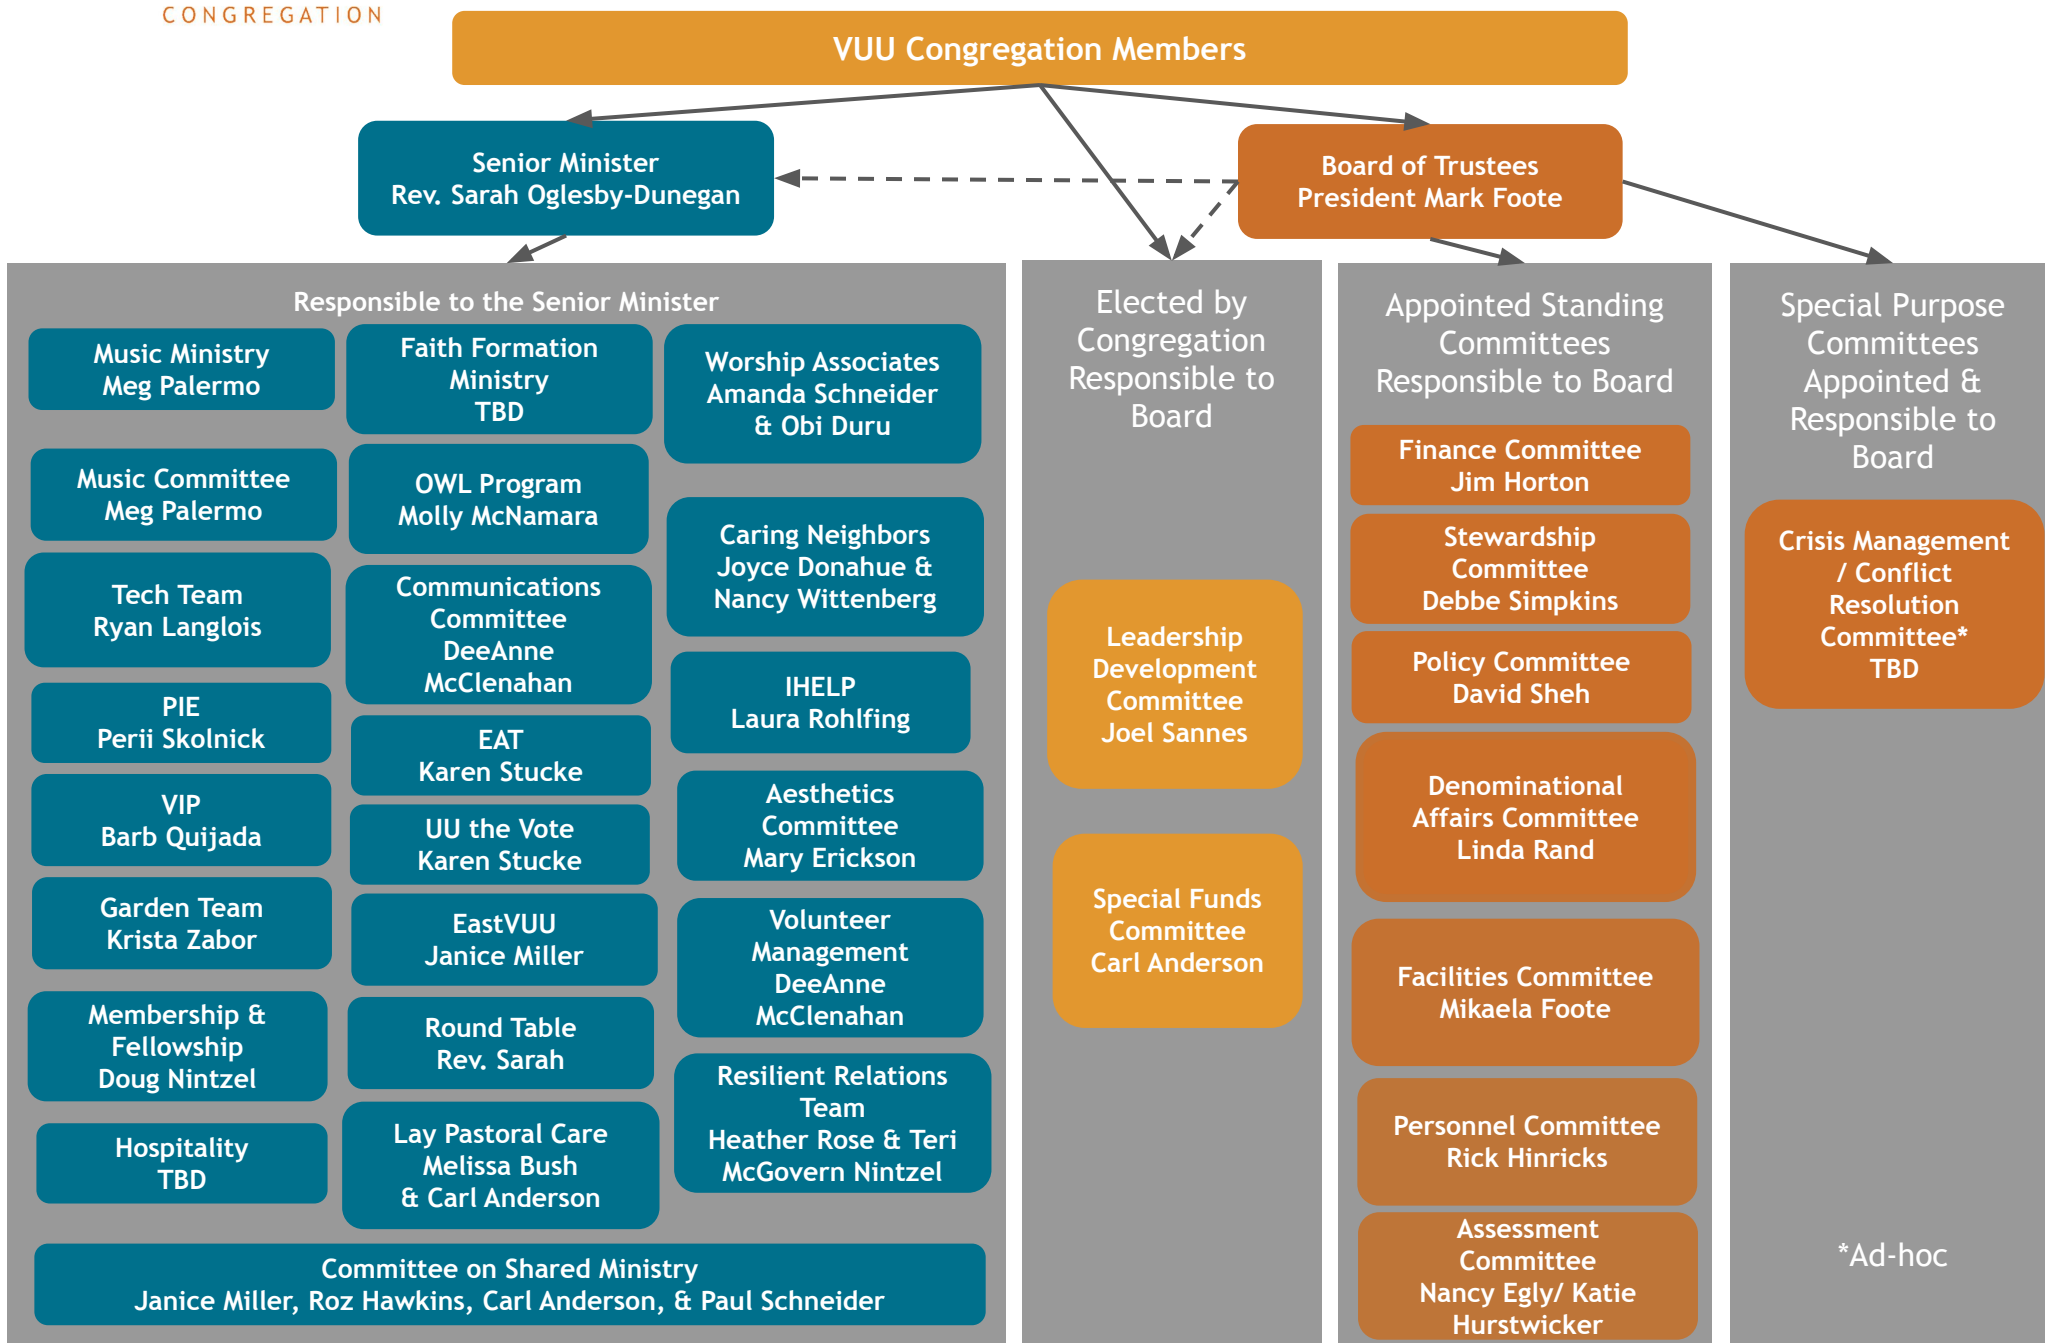 CONGREGATION
VUU Congregation Members
Senior Minister
Rev. Sarah Oglesby-Dunegan
Board of Trustees
President Mark Foote
Responsible to the Senior Minister
Music Ministry
Meg Palermo
Music Committee
Meg Palermo
Tech Team
Ryan Langlois
PIE
Perii Skolnick
VIP
Barb Quijada
Garden Team
Krista Zabor
Membership &
Fellowship
Doug Nintzel
Hospitality
TBD
Faith Formation
Ministry
TBD
OWL Program
Molly McNamara
Communications
Committee
DeeAnne
McClenahan
EAT
Karen Stucke
UU the Vote
Karen Stucke
EastVUU
Janice Miller
Round Table
Rev. Sarah
Lay Pastoral Care
Melissa Bush
& Carl Anderson
Worship Associates
Amanda Schneider
& Obi Duru
Caring Neighbors
Joyce Donahue &
Nancy Wittenberg
IHELP
Laura Rohlfing
Aesthetics
Committee
Mary Erickson
Volunteer
Management
DeeAnne
McClenahan
Resilient Relations
Team
Heather Rose & Teri
McGovern Nintzel
Committee on Shared Ministry
Janice Miller, Roz Hawkins, Carl Anderson, & Paul Schneider
Elected by
Congregation
Responsible to
Board
Leadership
Development
Committee
Joel Sannes
Special Funds
Committee
Carl Anderson
Appointed Standing
Committees
Responsible to Board
Finance Committee
Jim Horton
Stewardship
Committee
Debbe Simpkins
Policy Committee
David Sheh
Denominational
Affairs Committee
Linda Rand
Facilities Committee
Mikaela Foote
Personnel Committee
Rick Hinricks
Assessment
Committee
Nancy Egly/ Katie
Hurstwicker
Special Purpose
Committees
Appointed &
Responsible to
Board
Crisis Management
/ Conflict
Resolution
Committee*
TBD
*Ad-hoc